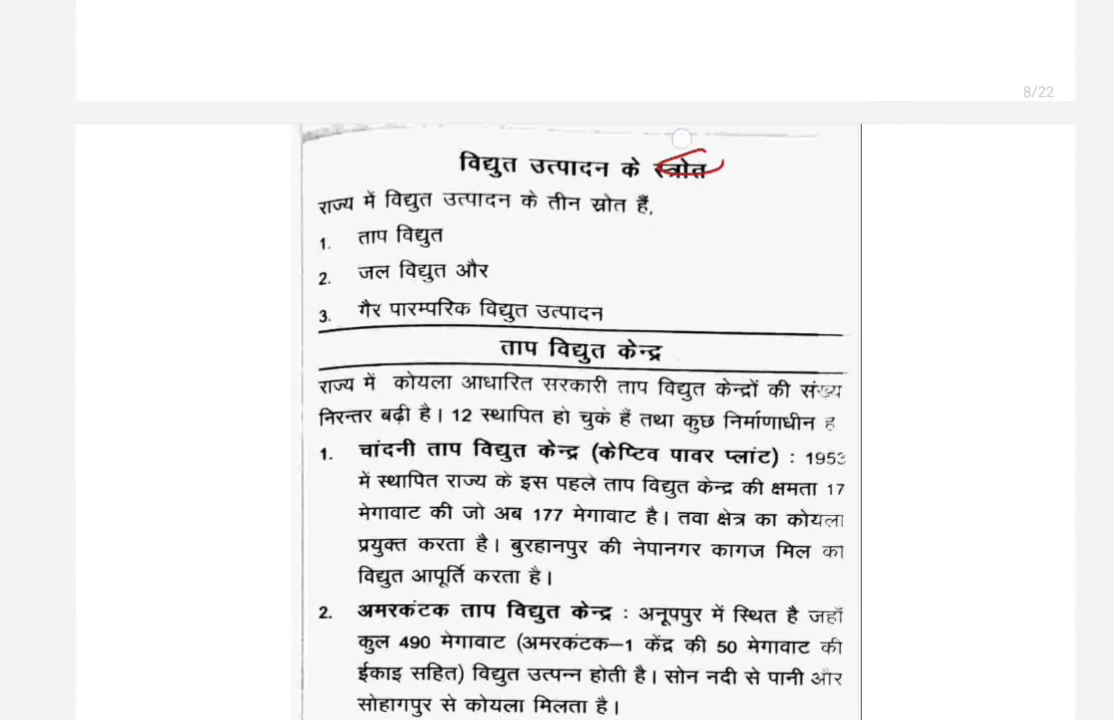 8/22
विद्युत उत्पादन के स्त्रोत
राज्य में विद्युत उत्पादन के तीन स्रोत हैं,
1. ताप विद्युत
2. जल विद्युत और
3. गैर पारम्परिक विद्युत उत्पादन
ताप विद्युत केन्द्र
राज्य में कोयला आधारित सरकारी ताप विद्युत केन्द्रों की संख्य
निरन्तर बढ़ी है। 12 स्थापित हो चुके हैं तथा कुछ निर्माणाधीन ह
1. चांदनी ताप विद्युत केन्द्र (केप्टिव पावर प्लांट) : 1953
में स्थापित राज्य के इस पहले ताप विद्युत केन्द्र की क्षमता 17
मेगावाट की जो अब 177 मेगावाट है। तवा क्षेत्र का कोयला
प्रयुक्त करता है। बुरहानपुर की नेपानगर कागज मिल का
विद्युत आपूर्ति करता है।
2. अमरकंटक ताप विद्युत केन्द्र : अनूपपुर में स्थित है जहाँ
कुल 490 मेगावाट (अमरकंटक–1 केंद्र की 50 मेगावाट की
ईकाइ सहित) विद्युत उत्पन्न होती है। सोन नदी से पानी और
सोहागपुर से कोयला मिलता है।